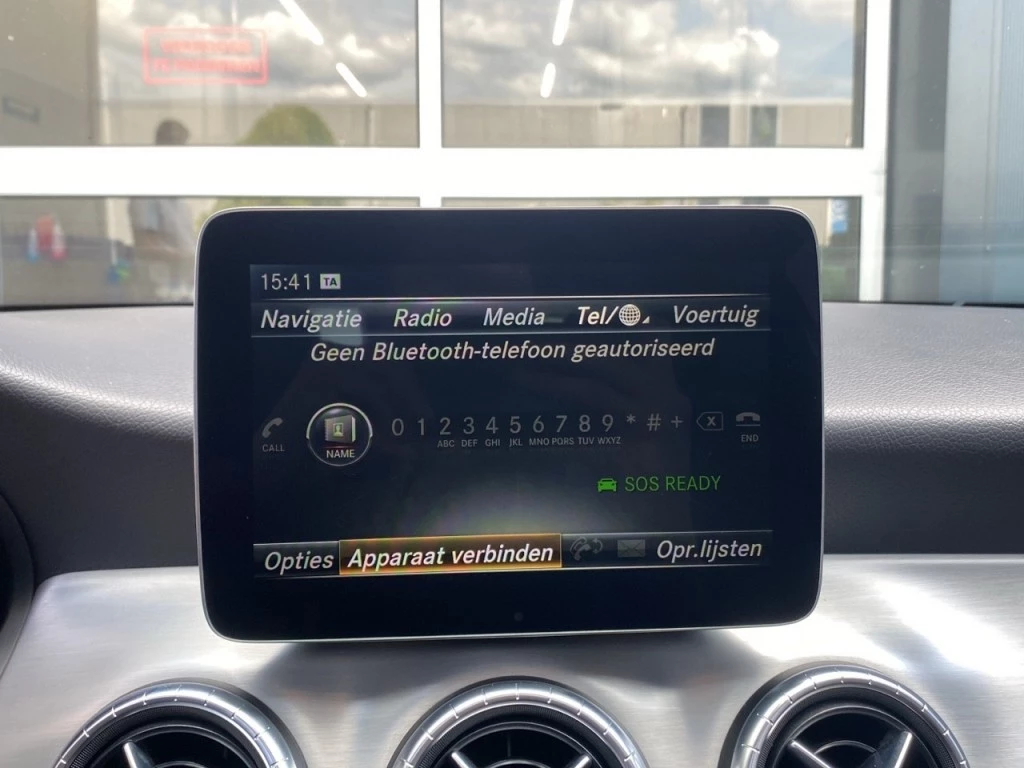 15:41 TA
Navigatie Radio Media Tel/ Voertuig
Geen Bluetooth-telefoon geautoriseerd
0 1 2 3 4 5 6 7 8 9 * # +
ABC DEF GHI JKL MNO PQRS TUV WXYZ
CALL NAME END
SOS READY
Opties Apparaat verbinden Opr.lijsten